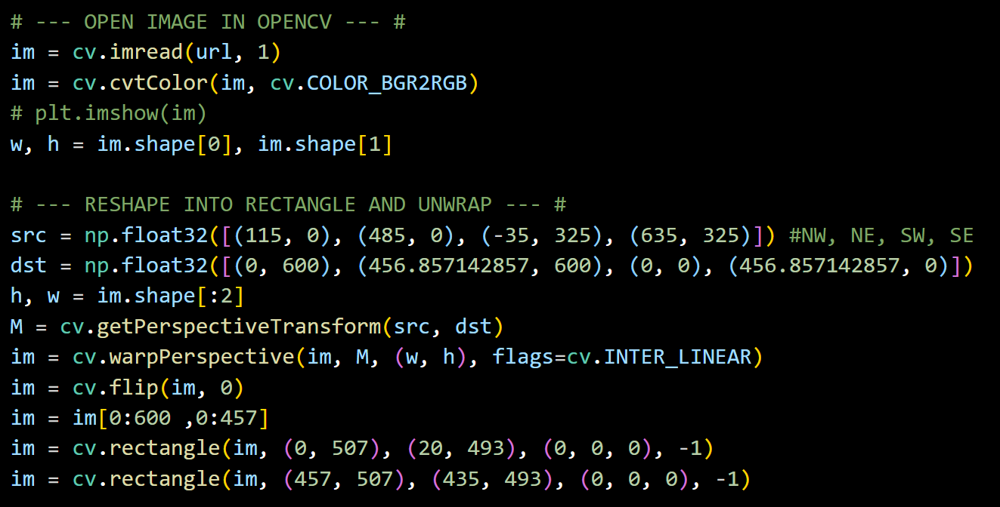 # --- OPEN IMAGE IN OPENCV --- #
im = cv.imread(url, 1)
im = cv.cvtColor(im, cv.COLOR_BGR2RGB)
# plt.imshow(im)
w, h = im.shape[0], im.shape[1]

# --- RESHAPE INTO RECTANGLE AND UNWRAP --- #
src = np.float32([(115, 0), (485, 0), (-35, 325), (635, 325)]) #NW, NE, SW, SE
dst = np.float32([(0, 600), (456.857142857, 600), (0, 0), (456.857142857, 0)])
h, w = im.shape[:2]
M = cv.getPerspectiveTransform(src, dst)
im = cv.warpPerspective(im, M, (w, h), flags=cv.INTER_LINEAR)
im = cv.flip(im, 0)
im = im[0:600 ,0:457]
im = cv.rectangle(im, (0, 507), (20, 493), (0, 0, 0), -1)
im = cv.rectangle(im, (457, 507), (435, 493), (0, 0, 0), -1)